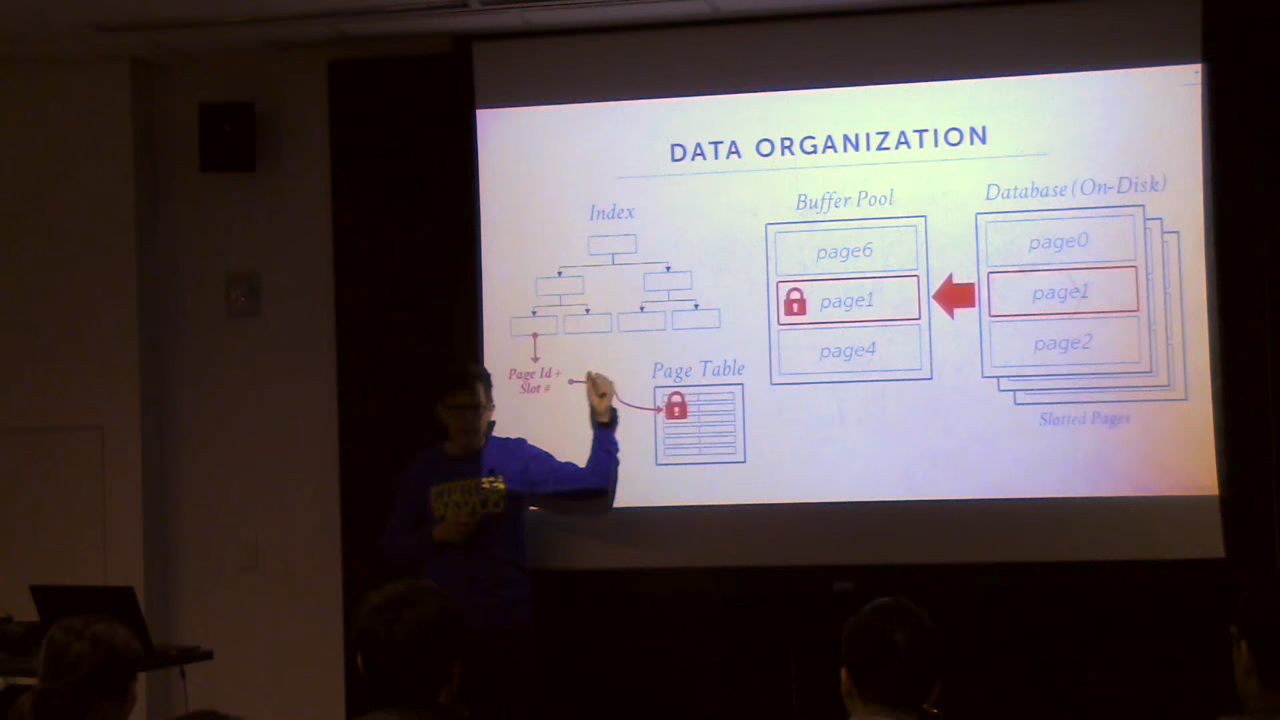 DATA ORGANIZATION
Index
Page Id +
Slot #
Page Table
Buffer Pool
page6
page1
page4
Database (On-Disk)
page0
page1
page2
Slotted Pages